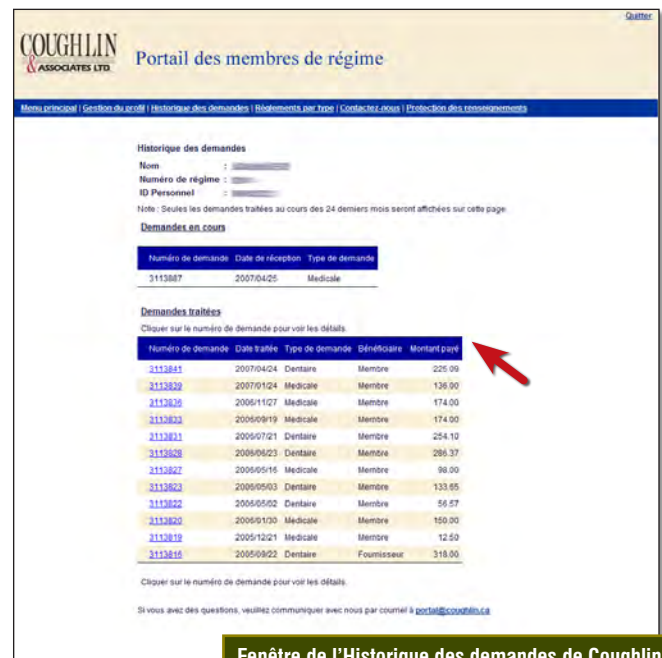 Quitter
COUGHLIN
& ASSOCIATES LTD.
Portail des membres de régime
Menu principal | Gestion du profil | Historique des demandes | Règlements par type | Contactez-nous | Protection des renseignements
Historique des demandes
Nom :
Numéro de régime :
ID Personnel :
Note : Seules les demandes traitées au cours des 24 derniers mois seront affichées sur cette page.
Demandes en cours
Numéro de demande Date de réception Type de demande
3113887 2007/04/25 Medicale
Demandes traitées
Cliquer sur le numéro de demande pour voir les détails.
Numéro de demande Date traitée Type de demande Bénéficiaire Montant payé
3113841 2007/04/24 Dentaire Membre 225.09
3113839 2007/01/24 Medicale Membre 136.00
3113836 2006/11/27 Medicale Membre 174.00
3113833 2006/09/19 Medicale Membre 174.00
3113831 2006/07/21 Dentaire Membre 254.10
3113828 2006/06/23 Dentaire Membre 286.37
3113827 2006/05/16 Medicale Membre 98.00
3113823 2006/05/03 Dentaire Membre 133.65
3113822 2006/05/02 Dentaire Membre 56.57
3113820 2006/01/30 Medicale Membre 150.00
3113819 2005/12/21 Medicale Membre 12.50
3113816 2005/09/22 Dentaire Fournisseur 318.00
Cliquer sur le numéro de demande pour voir les détails.
Si vous avez des questions, veuillez communiquer avec nous par courriel à portal@coughlin.ca
Fenêtre de l'Historique des demandes de Coughlin